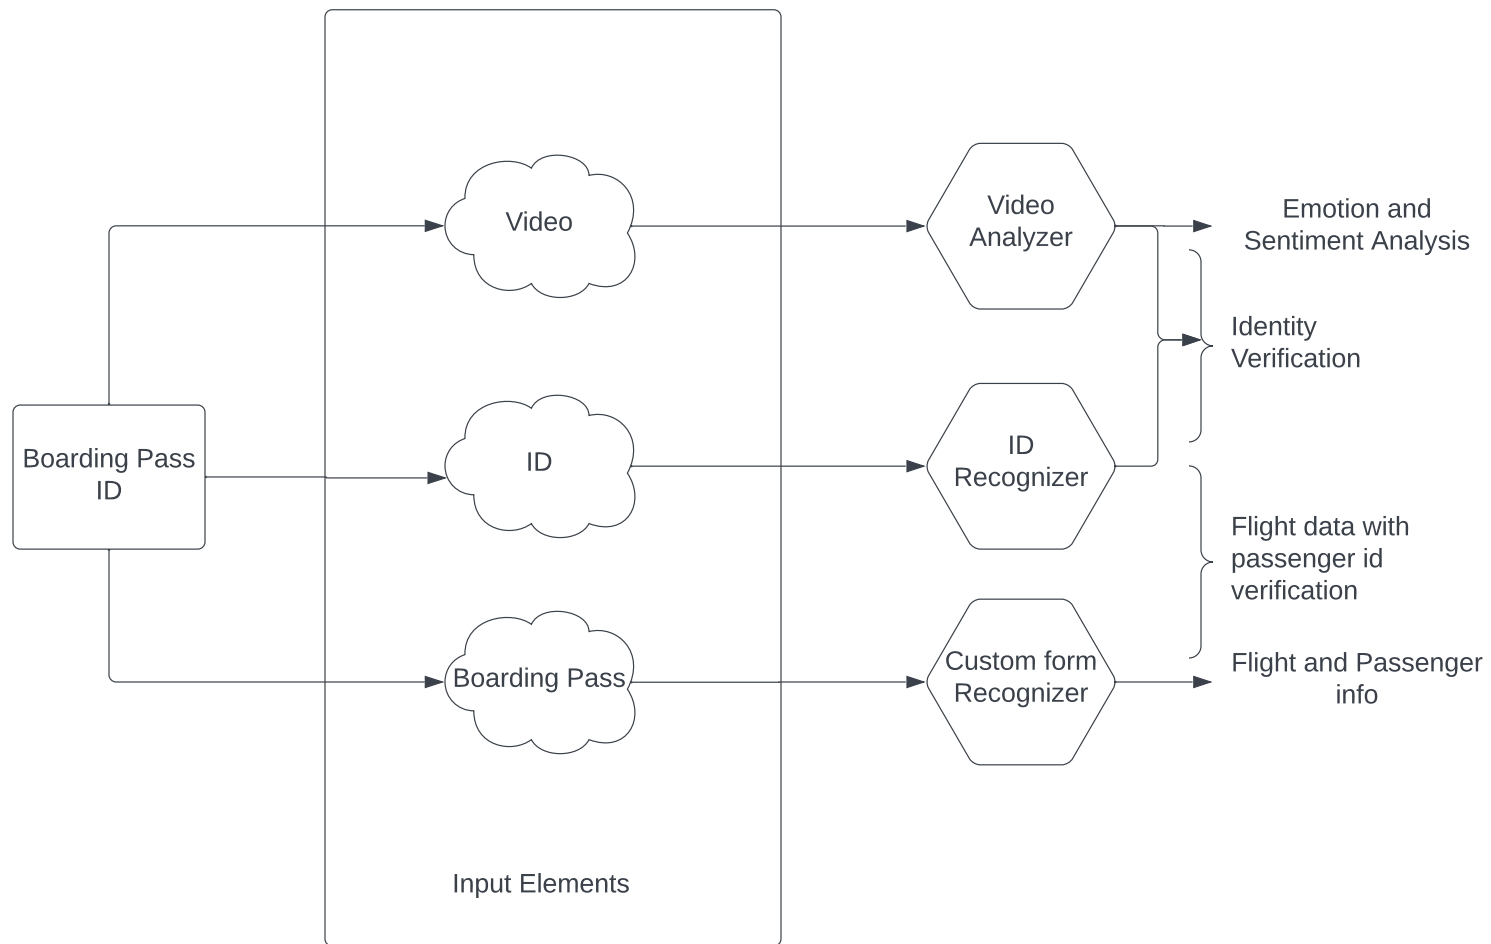 Boarding Pass
ID
Video
ID
Boarding Pass
Input Elements
Video
Analyzer
ID
Recognizer
Custom form
Recognizer
Emotion and
Sentiment Analysis
Identity
Verification
Flight data with
passenger id
verification
Flight and Passenger
info